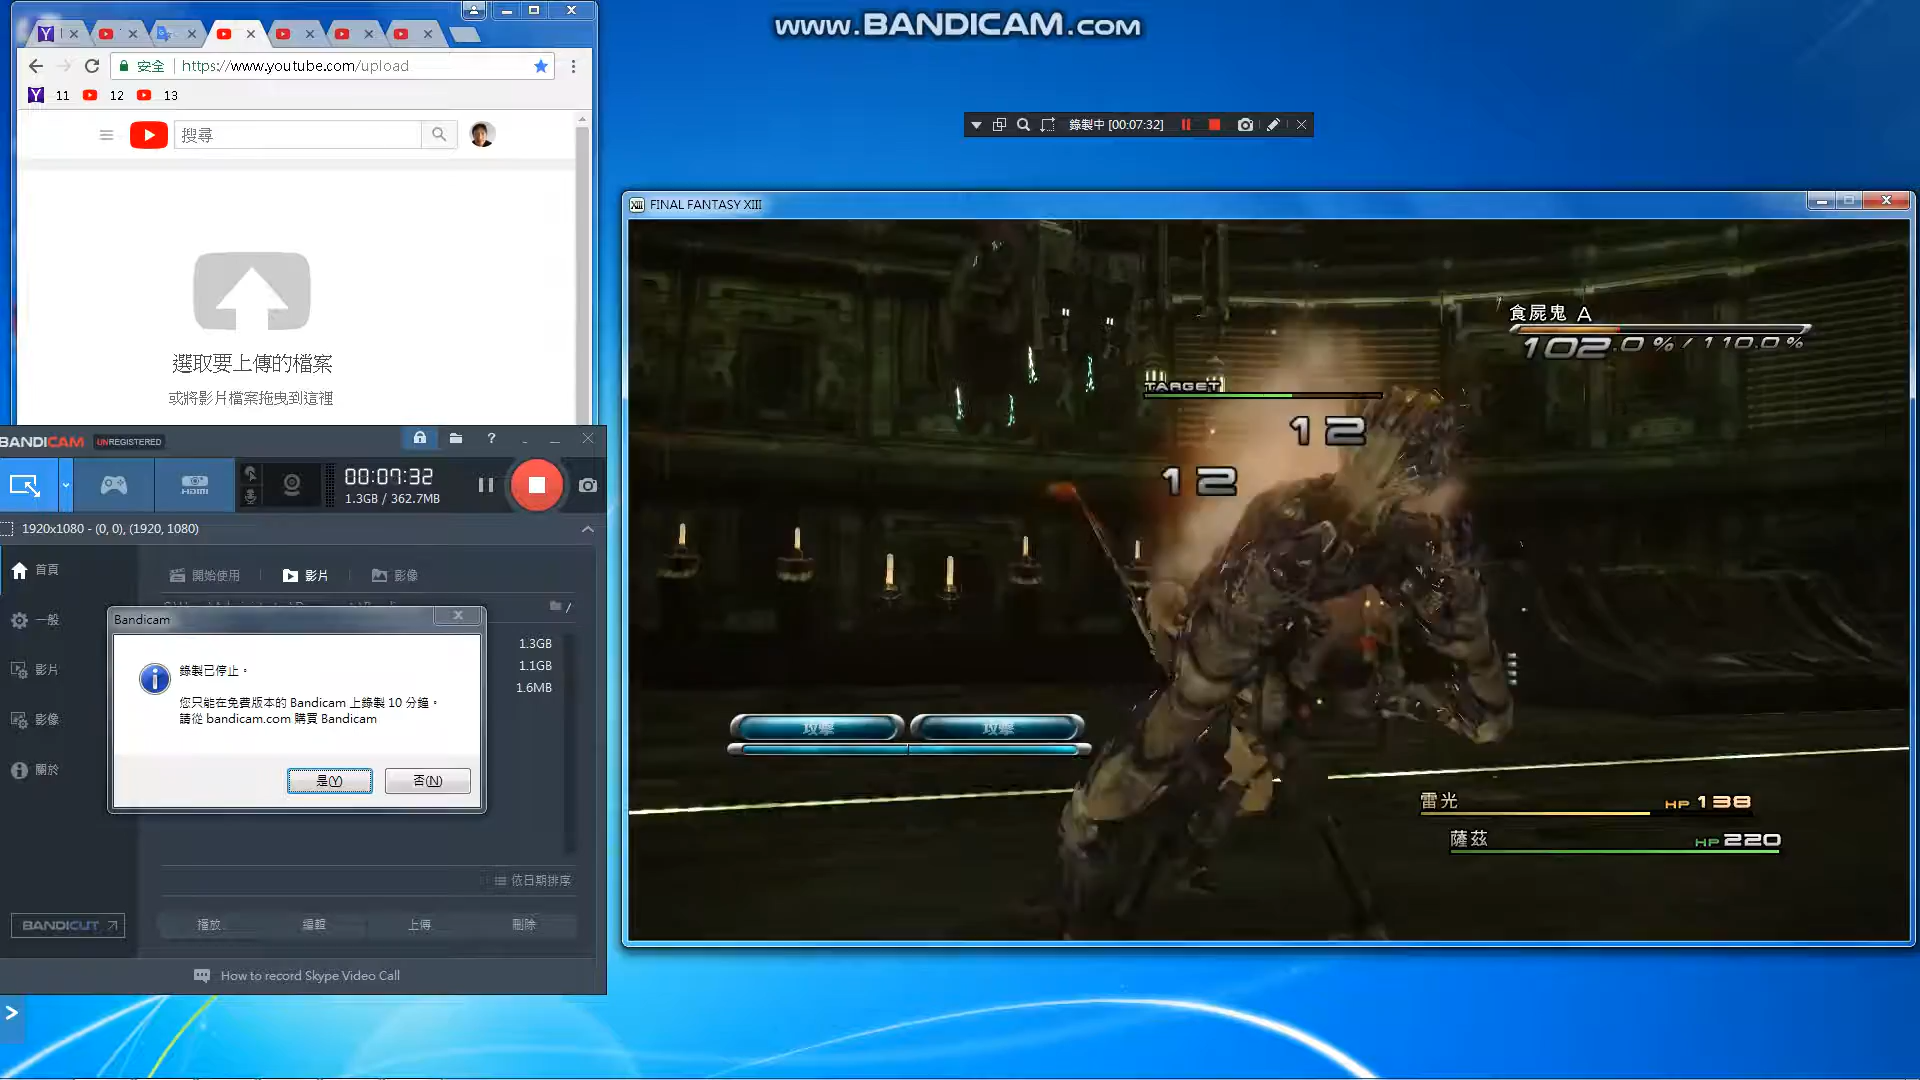 www.BANDICAM.com
安全
https://www.youtube.com/upload
11
12
13
搜尋
選取要上傳的檔案
或將影片檔案拖曳到這裡
錄製中 [00:07:32]
BANDICAM UNREGISTERED
00:07:32
HDMI
1.3GB / 362.7MB
1920x1080 - (0, 0), (1920, 1080)
首頁
一般
影片
影像
關於
開始使用
影片
影像
1.3GB
1.1GB
1.6MB
Bandicam
錄製已停止。
您只能在免費版本的 Bandicam 上錄製 10 分鐘。
請從 bandicam.com 購買 Bandicam
是(Y)
否(N)
依日期排序
BANDICUT
播放
編輯
上傳
刪除
How to record Skype Video Call
FINAL FANTASY XIII
食屍鬼 A
102.0 % / 110.0 %
TARGET
12
12
攻擊
攻擊
雷光
HP 138
薩茲
HP 220